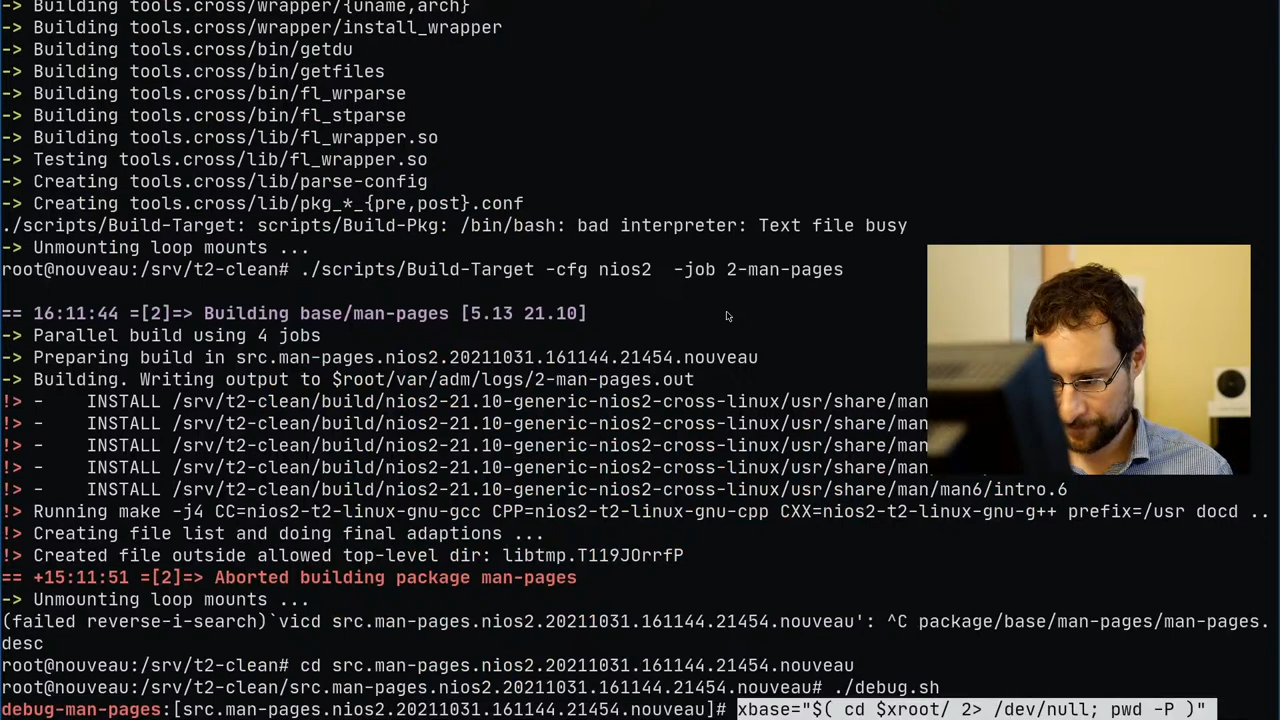 -> Building tools.cross/wrapper/{uname,arch}
-> Building tools.cross/wrapper/install_wrapper
-> Building tools.cross/bin/getdu
-> Building tools.cross/bin/getfiles
-> Building tools.cross/bin/fl_wrparse
-> Building tools.cross/bin/fl_stparse
-> Building tools.cross/lib/fl_wrapper.so
-> Testing tools.cross/lib/fl_wrapper.so
-> Creating tools.cross/lib/parse-config
-> Creating tools.cross/lib/pkg_*_{pre,post}.conf
./scripts/Build-Target: scripts/Build-Pkg: /bin/bash: bad interpreter: Text file busy
-> Unmounting loop mounts ...
root@nouveau:/srv/t2-clean# ./scripts/Build-Target -cfg nios2  -job 2-man-pages
== 16:11:44 =[2]=> Building base/man-pages [5.13 21.10]
-> Parallel build using 4 jobs
-> Preparing build in src.man-pages.nios2.20211031.161144.21454.nouveau
-> Building. Writing output to $root/var/adm/logs/2-man-pages.out
!> -    INSTALL /srv/t2-clean/build/nios2-21.10-generic-nios2-cross-linux/usr/share/man
!> -    INSTALL /srv/t2-clean/build/nios2-21.10-generic-nios2-cross-linux/usr/share/man
!> -    INSTALL /srv/t2-clean/build/nios2-21.10-generic-nios2-cross-linux/usr/share/man
!> -    INSTALL /srv/t2-clean/build/nios2-21.10-generic-nios2-cross-linux/usr/share/man
!> -    INSTALL /srv/t2-clean/build/nios2-21.10-generic-nios2-cross-linux/usr/share/man/man6/intro.6
!> Running make -j4 CC=nios2-t2-linux-gnu-gcc CPP=nios2-t2-linux-gnu-cpp CXX=nios2-t2-linux-gnu-g++ prefix=/usr docd ..
!> Creating file list and doing final adaptions ...
!> Created file outside allowed top-level dir: libtmp.T119JOrrfP
== +15:11:51 =[2]=> Aborted building package man-pages
-> Unmounting loop mounts ...
(failed reverse-i-search)`vicd src.man-pages.nios2.20211031.161144.21454.nouveau': ^C package/base/man-pages/man-pages.
desc
root@nouveau:/srv/t2-clean# cd src.man-pages.nios2.20211031.161144.21454.nouveau
root@nouveau:/srv/t2-clean/src.man-pages.nios2.20211031.161144.21454.nouveau# ./debug.sh
debug-man-pages:[src.man-pages.nios2.20211031.161144.21454.nouveau]# xbase="$( cd $xroot/ 2> /dev/null; pwd -P )"